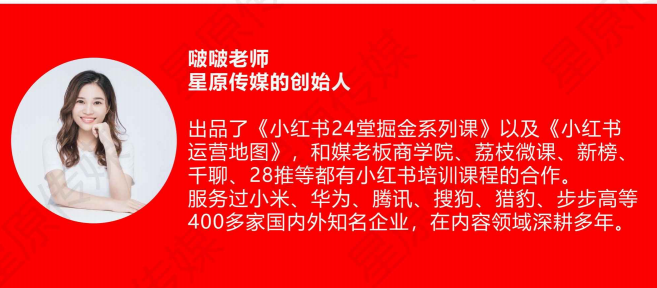 啵啵老师
星原传媒的创始人
出品了《小红书24堂掘金系列课》以及《小红书
运营地图》，和媒老板商学院、荔枝微课、新榜、
千聊、28推等都有小红书培训课程的合作。
服务过小米、华为、腾讯、搜狗、猎豹、步步高等
400多家国内外知名企业，在内容领域深耕多年。
星原传媒